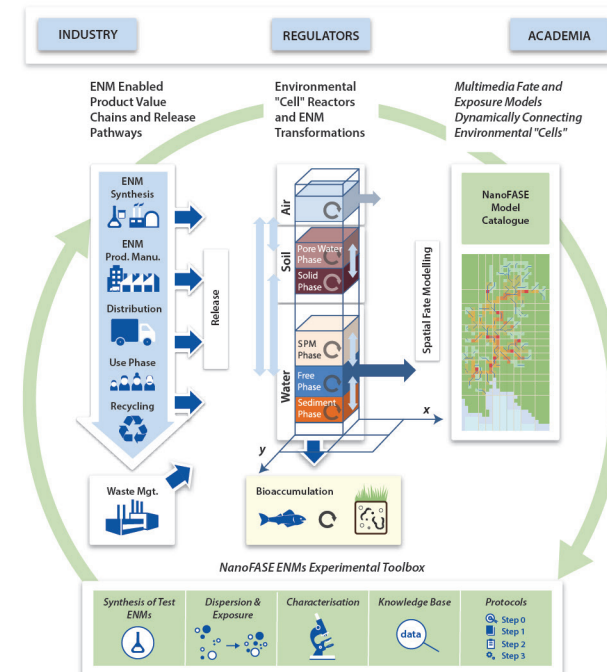 INDUSTRY
REGULATORS
ACADEMIA
ENM Enabled
Product Value
Chains and Release
Pathways
Environmental
"Cell" Reactors
and ENM
Transformations
Multimedia Fate and
Exposure Models
Dynamically Connecting
Environmental "Cells"
ENM
Synthesis
ENM
Prod. Manu.
Distribution
Use Phase
Recycling
Waste Mgt.
Release
Air
Soil
Water
Pore Water
Phase
Solid
Phase
SPM
Phase
Free
Phase
Sediment
Phase
x
y
Bioaccumulation
Spatial Fate Modelling
NanoFASE
Model
Catalogue
NanoFASE ENMs Experimental Toolbox
Synthesis of Test
ENMs
Dispersion &
Exposure
Characterisation
Knowledge Base
data
Protocols
Step 0
Step 1
Step 2
Step 3